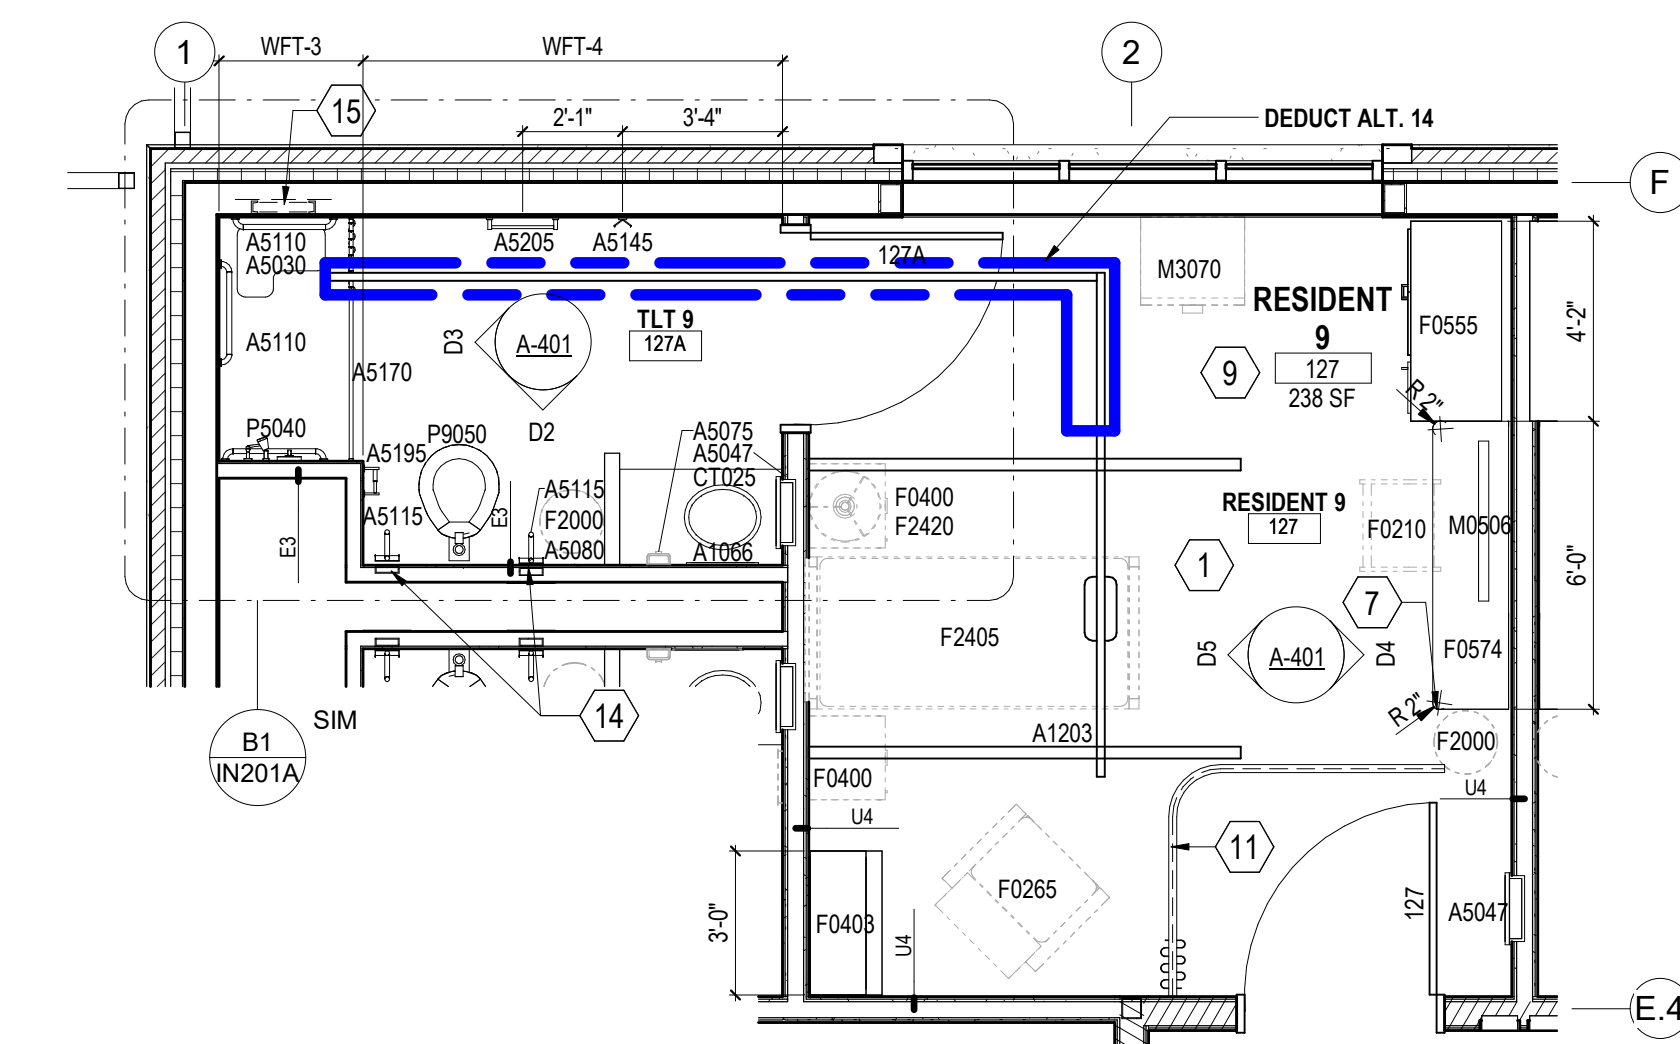 1
WFT-3
WFT-4
2
15
2'-1"
3'-4"
DEDUCT ALT. 14
F
A5110
A5030
A5205
A5145
127A
M3070
RESIDENT
9
127
238 SF
F0555
4'-2"
A5110
D3
A-401
D2
TLT 9
127A
9
A5170
R 2"
P5040
A5195
P9050
A5075
A5047
CT025
A5115
A5115
F2000
A5080
E3
E3
A1066
F0400
F2420
RESIDENT 9
127
F0210
M0506
6'-0"
1
7
F2405
D5
A-401
D4
F0574
R 2"
14
SIM
B1
IN201A
A1203
F2000
F0400
U4
U4
11
3'-0"
F0403
U4
F0265
127
A5047
E.4